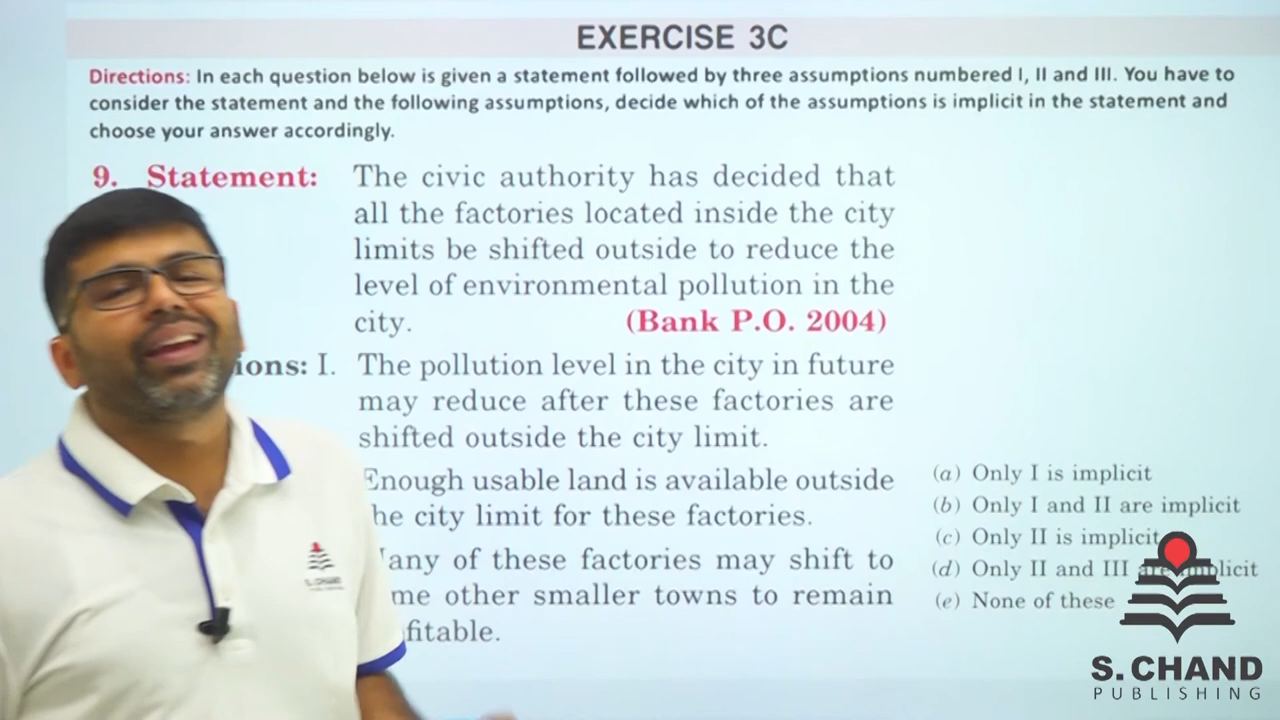 EXERCISE 3C
Directions: In each question below is given a statement followed by three assumptions numbered I, II and III. You have to
consider the statement and the following assumptions, decide which of the assumptions is implicit in the statement and
choose your answer accordingly.
9. Statement: The civic authority has decided that
all the factories located inside the city
limits be shifted outside to reduce the
level of environmental pollution in the
city. (Bank P.O. 2004)
ions: I. The pollution level in the city in future
may reduce after these factories are
shifted outside the city limit.
Enough usable land is available outside
he city limit for these factories.
any of these factories may shift to
me other smaller towns to remain
fitable.
(a) Only I is implicit
(b) Only I and II are implicit
(c) Only II is implicit
(d) Only II and III are implicit
(e) None of these
S. CHAND
PUBLISHING
S. CHAND